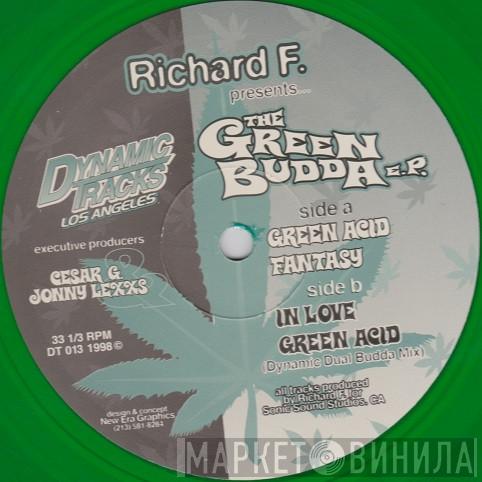 Richard F.
presents...
THE
GREEN
BUDDA E.P.
DYNAMIC
TRACKS
LOS ANGELES
executive producers
&
CESAR G
JONNY LEXXS
33 1/3 RPM
DT 013 1998 ©
design & concept
New Era Graphics
(213) 581-8284
side a
GREEN ACID
FANTASY
side b
IN LOVE
GREEN ACID
(Dynamic Dual Budda Mix)
all tracks produced
by Richard F. for
Sonic Sound Studios, CA
МАРКЕТ ВИНИЛА